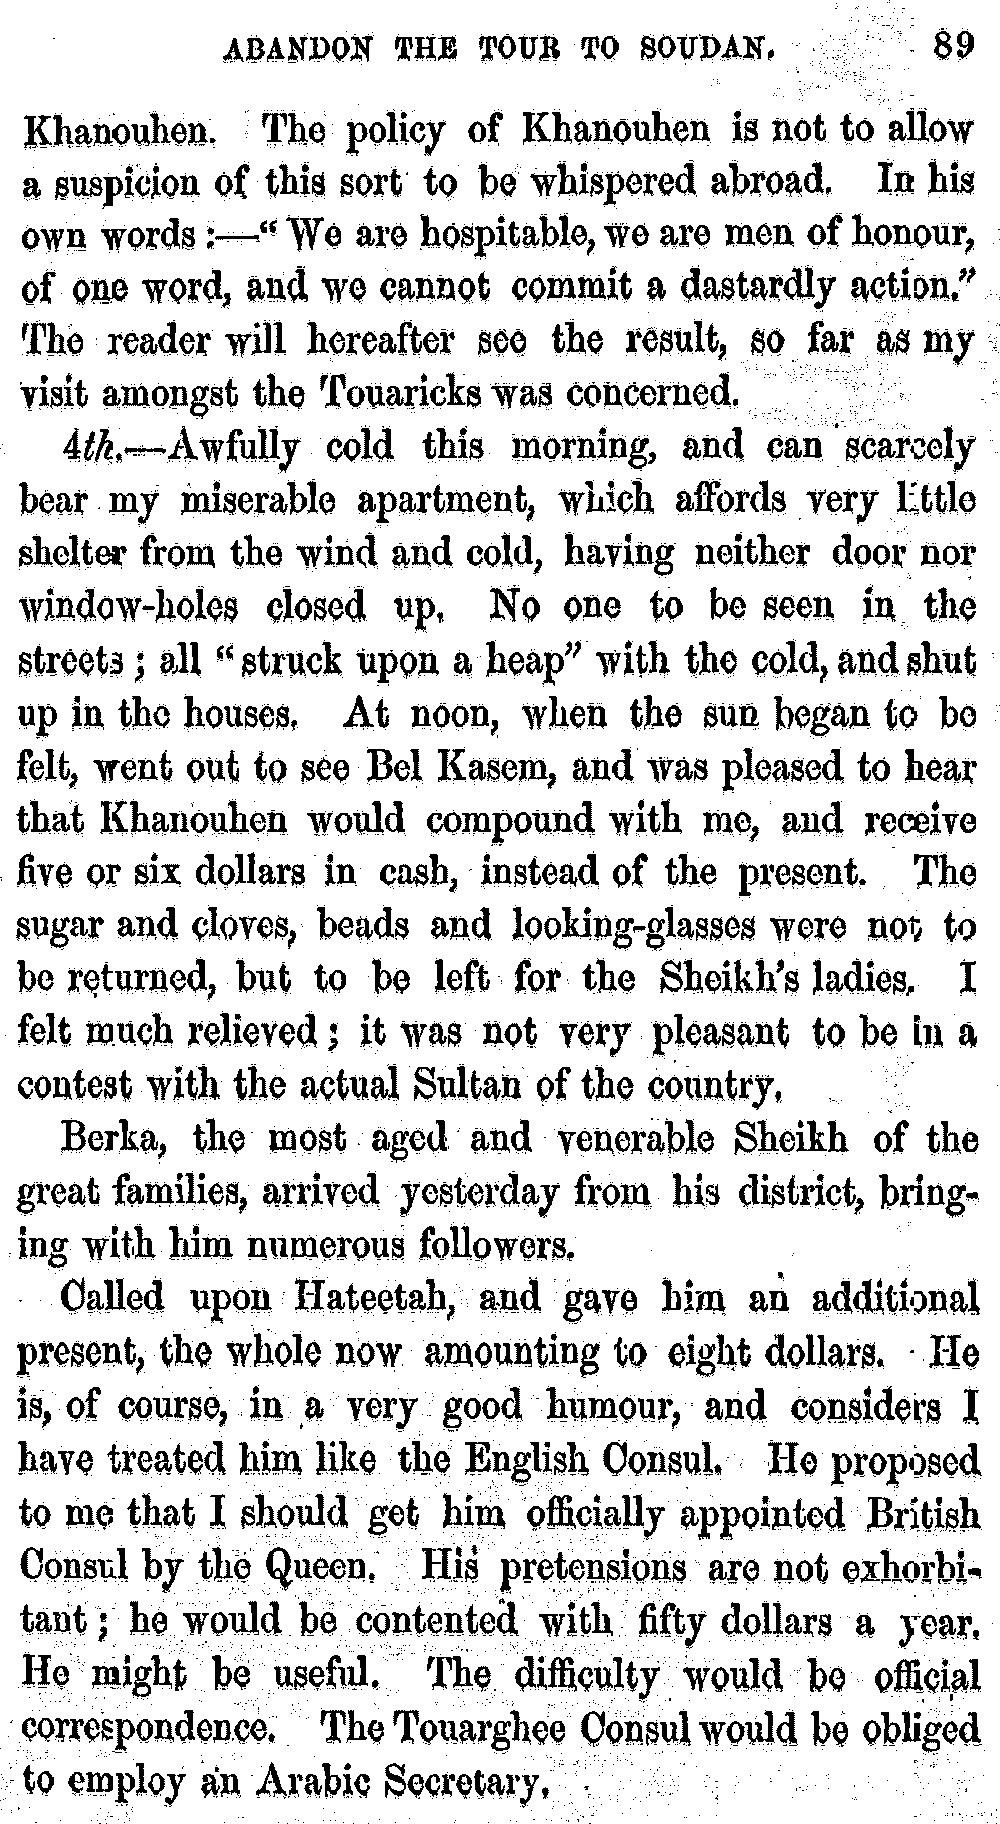 ABANDON THE TOUR TO SOUDAN. 89
Khanouhen. The policy of Khanouhen is not to allow
a suspicion of this sort to be whispered abroad. In his
own words:—“We are hospitable, we are men of honour,
of one word, and we cannot commit a dastardly action.”
The reader will hereafter see the result, so far as my
visit amongst the Touaricks was concerned.
4th.—Awfully cold this morning, and can scarcely
bear my miserable apartment, which affords very little
shelter from the wind and cold, having neither door nor
window-holes closed up. No one to be seen in the
streets; all “struck upon a heap” with the cold, and shut
up in the houses. At noon, when the sun began to be
felt, went out to see Bel Kasem, and was pleased to hear
that Khanouhen would compound with me, and receive
five or six dollars in cash, instead of the present. The
sugar and cloves, beads and looking-glasses were not to
be returned, but to be left for the Sheikh's ladies. I
felt much relieved; it was not very pleasant to be in a
contest with the actual Sultan of the country.
Berka, the most aged and venerable Sheikh of the
great families, arrived yesterday from his district, bring-
ing with him numerous followers.
Called upon Hateetah, and gave him an additional
present, the whole now amounting to eight dollars. He
is, of course, in a very good humour, and considers I
have treated him like the English Consul. He proposed
to me that I should get him officially appointed British
Consul by the Queen. His pretensions are not exhorbi-
tant; he would be contented with fifty dollars a year.
He might be useful. The difficulty would be official
correspondence. The Touarghee Consul would be obliged
to employ an Arabic Secretary.